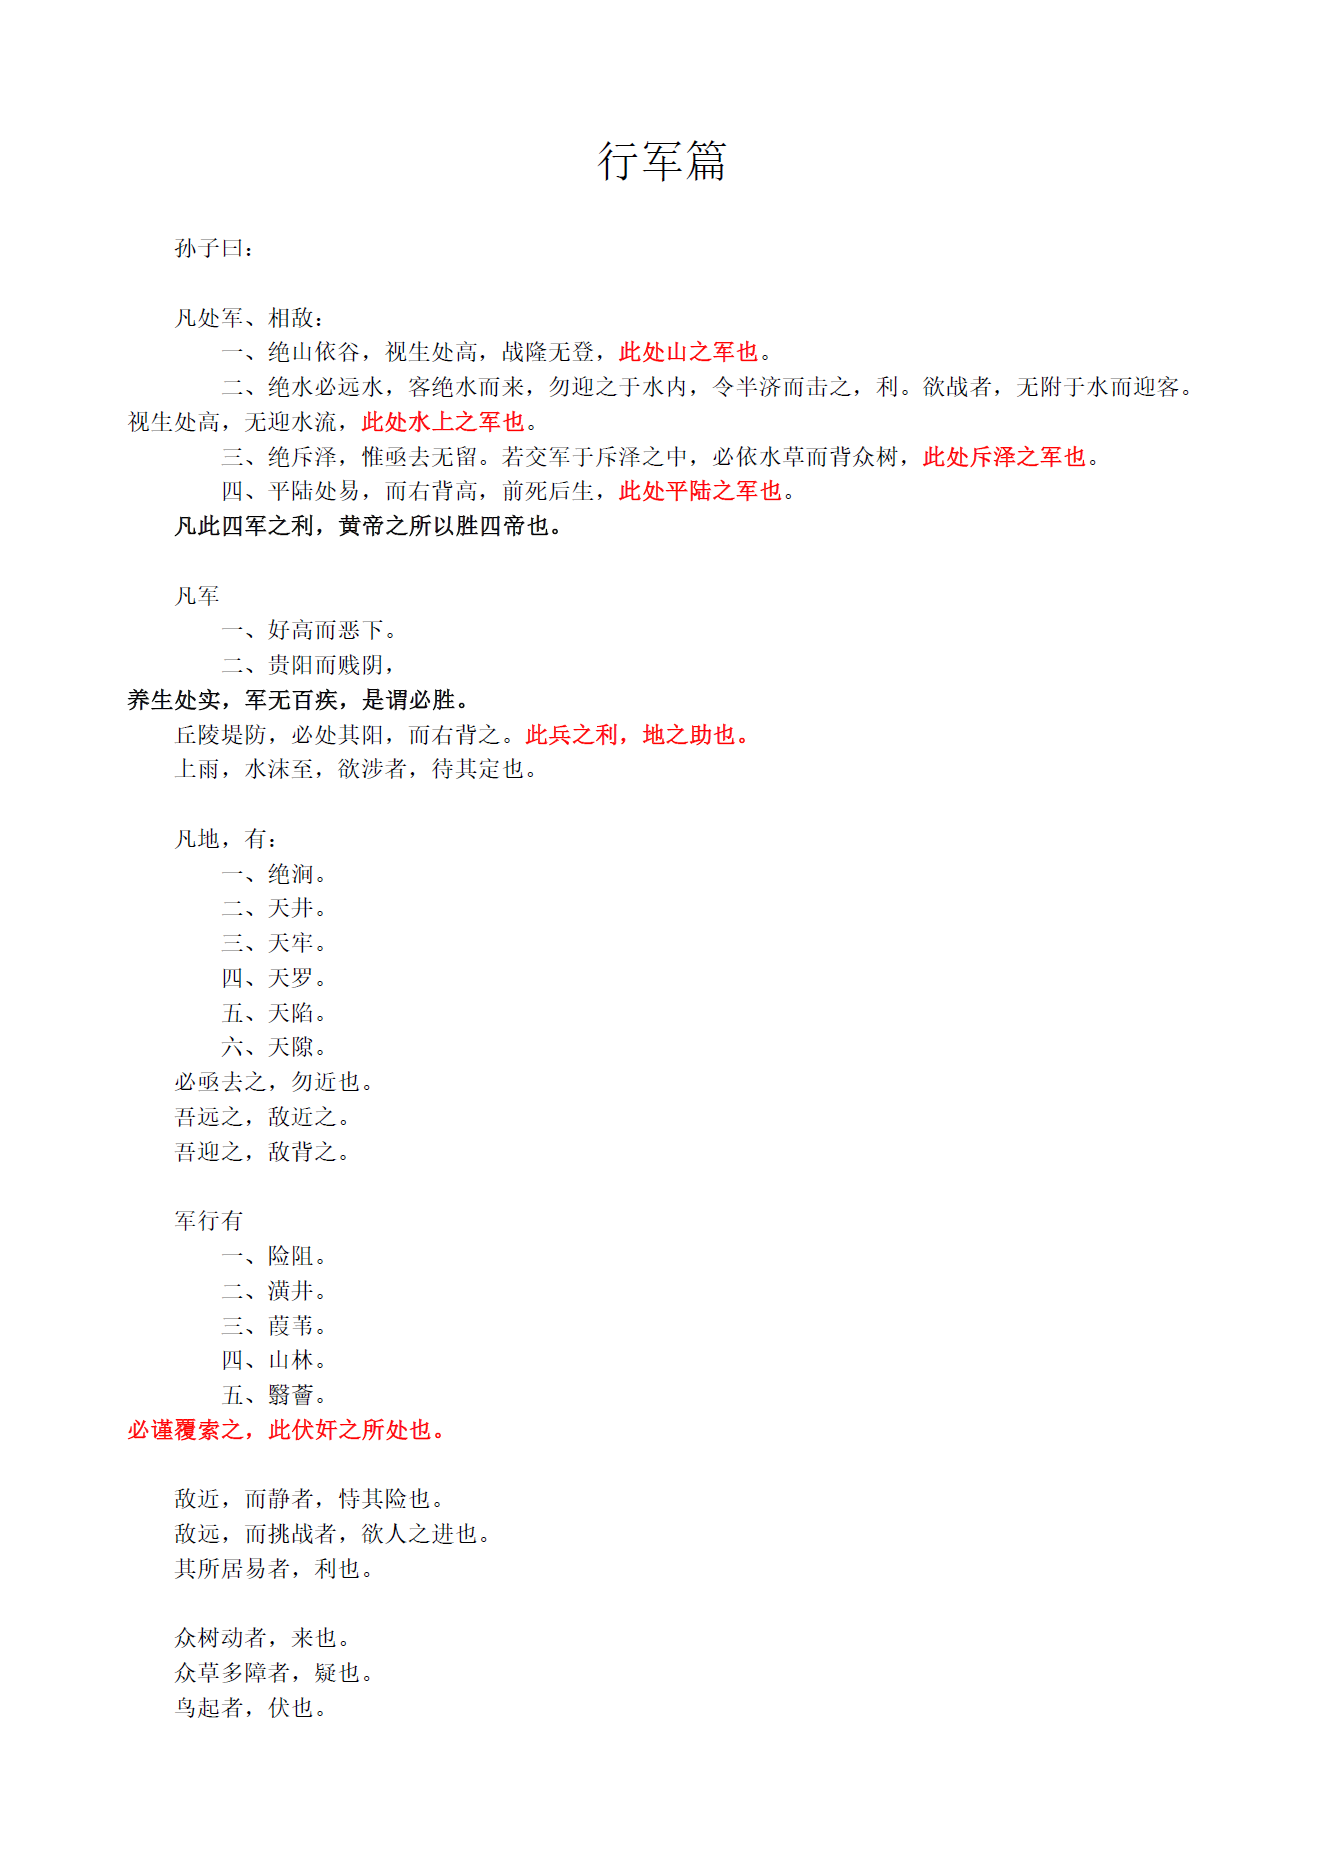 行军篇
孙子曰：
凡处军、相敌：
一、绝山依谷，视生处高，战隆无登，此处山之军也。
二、绝水必远水，客绝水而来，勿迎之于水内，令半济而击之，利。欲战者，无附于水而迎客。
视生处高，无迎水流，此处水上之军也。
三、绝斥泽，惟亟去无留。若交军于斥泽之中，必依水草而背众树，此处斥泽之军也。
四、平陆处易，而右背高，前死后生，此处平陆之军也。
凡此四军之利，黄帝之所以胜四帝也。
凡军
一、好高而恶下。
二、贵阳而贱阴，
养生处实，军无百疾，是谓必胜。
丘陵堤防，必处其阳，而右背之。此兵之利，地之助也。
上雨，水沫至，欲涉者，待其定也。
凡地，有：
一、绝涧。
二、天井。
三、天牢。
四、天罗。
五、天陷。
六、天隙。
必亟去之，勿近也。
吾远之，敌近之。
吾迎之，敌背之。
军行有
一、险阻。
二、潢井。
三、葭苇。
四、山林。
五、翳薈。
必谨覆索之，此伏奸之所处也。
敌近，而静者，恃其险也。
敌远，而挑战者，欲人之进也。
其所居易者，利也。
众树动者，来也。
众草多障者，疑也。
鸟起者，伏也。